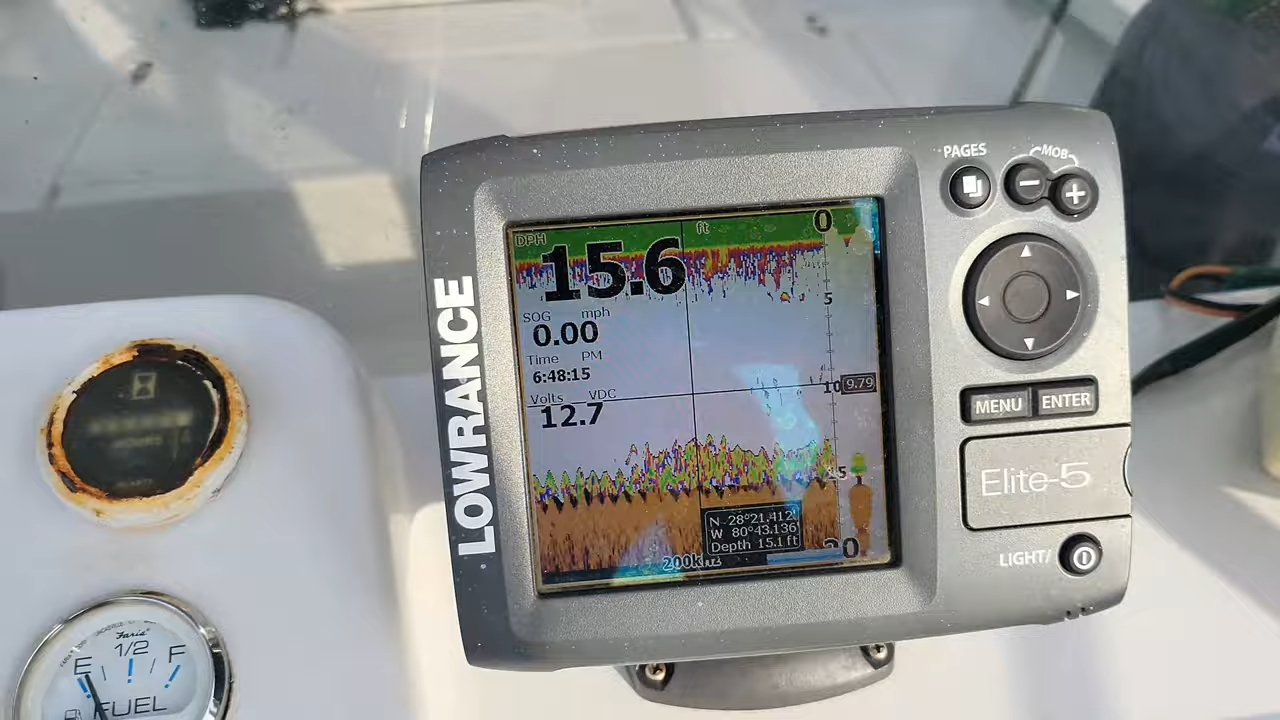 PAGES
MOB
DPH
ft
0
15.6
5
SOG mph
0.00
Time PM
6:48:15
10 9.79
Volts VDC
12.7
MENU
ENTER
LOWRANCE
Elite-5
N 28°21.412'
W 80°43.136'
Depth 15.1 ft
20
200kHz
LIGHT/
Faria
1/2
E F
FUEL